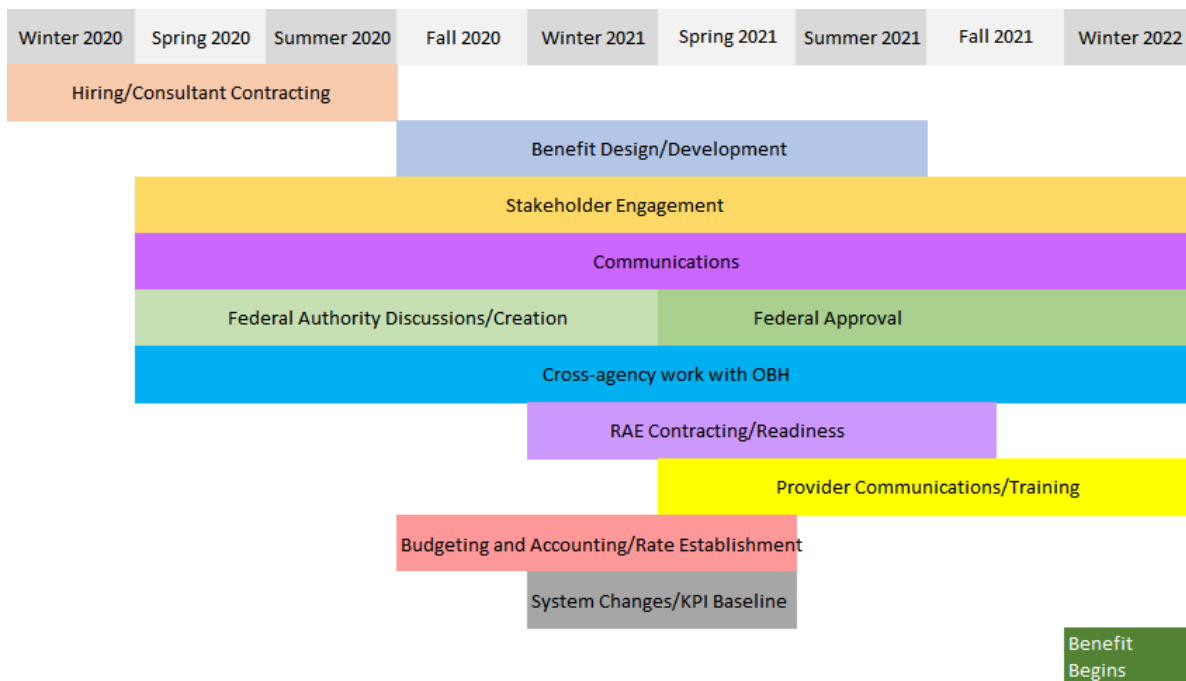 Winter 2020 Spring 2020 Summer 2020 Fall 2020 Winter 2021 Spring 2021 Summer 2021 Fall 2021 Winter 2022
Hiring/Consultant Contracting
Benefit Design/Development
Stakeholder Engagement
Communications
Federal Authority Discussions/Creation Federal Approval
Cross-agency work with OBH
RAE Contracting/Readiness
Provider Communications/Training
Budgeting and Accounting/Rate Establishment
System Changes/KPI Baseline
Benefit
Begins